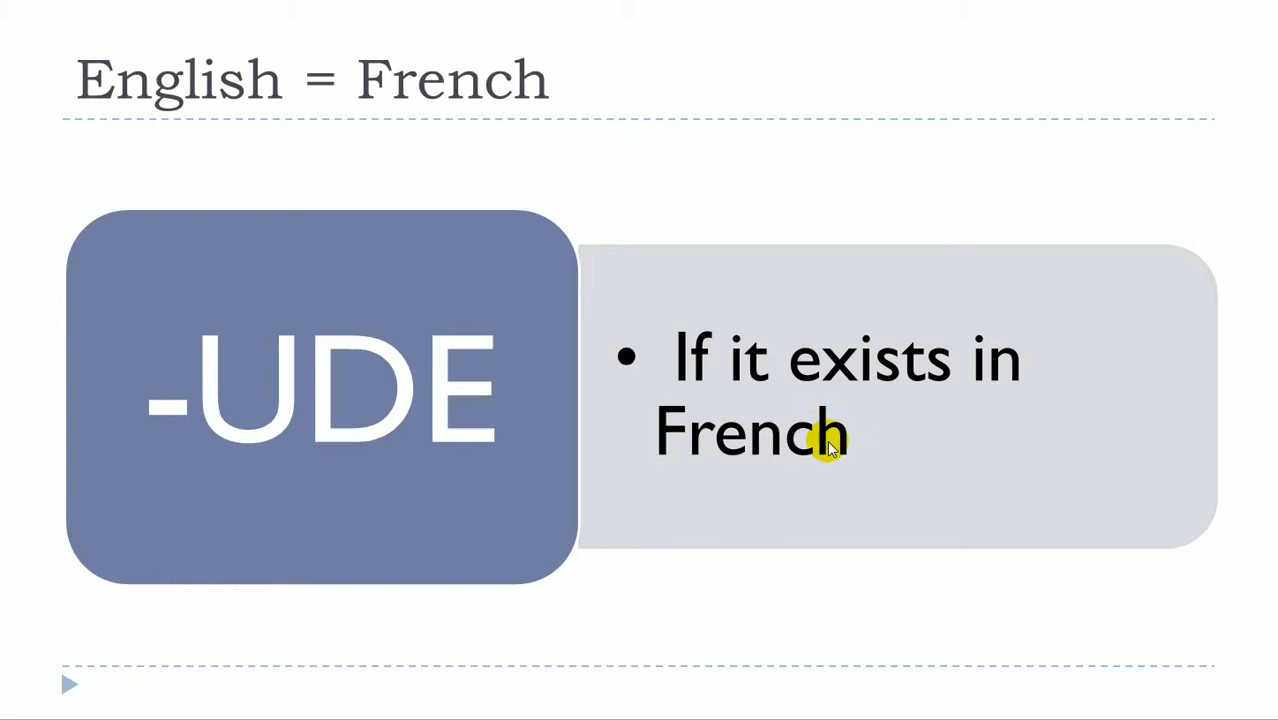 English = French
-UDE
• If it exists in
French